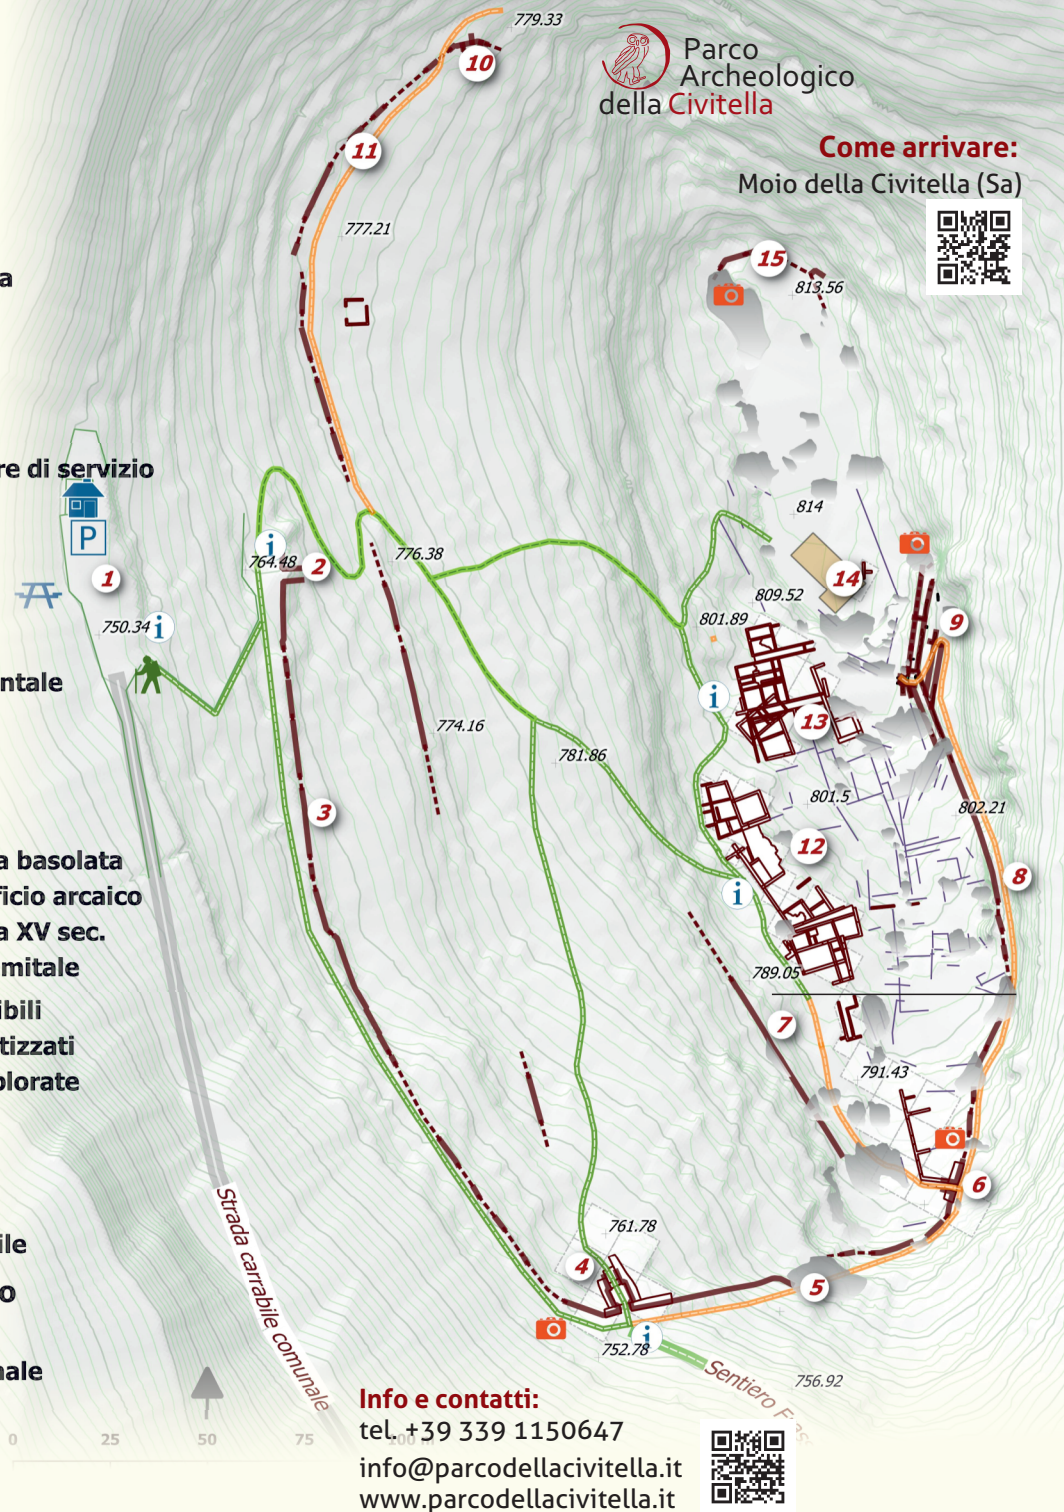 779.33
10
Parco
Archeologico
della Civitella
Come arrivare:
Moio della Civitella (Sa)
11
777.21
15
813.56
a
re di servizio
P
814
i
764.48
2
776.38
1
14
809.52
801.89
9
750.34
i
ntale
i
13
774.16
781.86
801.5
802.21
3
12
a basolata
8
ficio arcaico
i
a XV sec.
mitale
789.05
ibili
7
tizzati
791.43
plorate
6
Strada carrabile comunale
761.78
ile
4
5
o
i
752.78
nale
Sentiero
756.92
Info e contatti:
tel. +39 339 1150647
0 25 50 75 100 m
info@parcodellacivitella.it
www.parcodellacivitella.it